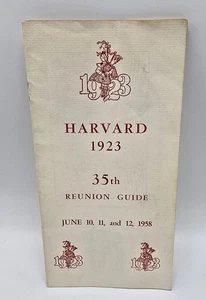 1923
HARVARD
1923
35th
REUNION GUIDE
JUNE 10, 11, and 12, 1958
1923 1923